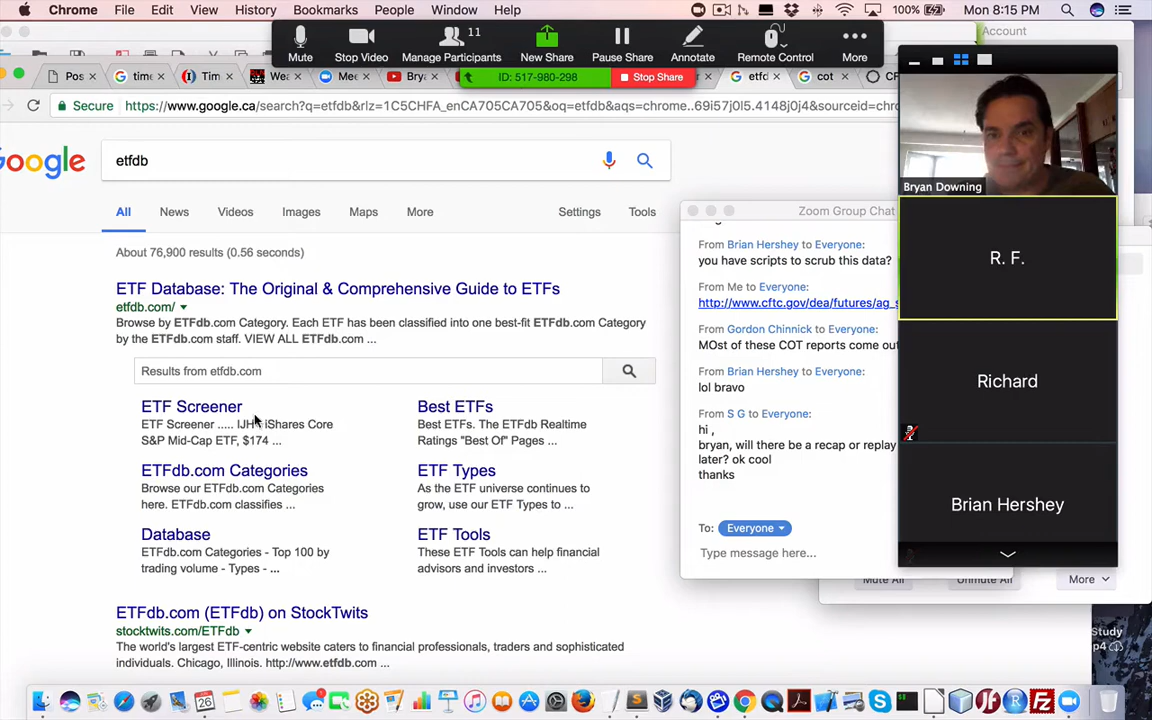 Chrome File Edit View History Bookmarks People Window Help 100% M 8:15 PM
Mute Stop Video Manage Participants 11 New Share Pause Share Annotate Remote Control More
Account
ID: 517-980-298 Stop Share
Secure https://www.google.ca/search?q=etfdb&rlz=1C5CHFA_enCA705CA705&oq=etfdb&aqs=chrome..69i57j0l5.4148j0j4&sourceid=chro
etfdb
All News Videos Images Maps More Settings Tools
About 76,900 results (0.56 seconds)
ETF Database: The Original & Comprehensive Guide to ETFs
etfdb.com/
Browse by ETFdb.com Category. Each ETF has been classified into one best-fit ETFdb.com Category
by the ETFdb.com staff. VIEW ALL ETFdb.com ...
Results from etfdb.com
ETF Screener
ETF Screener ..... IJH iShares Core
S&P Mid-Cap ETF, $174 ...
Best ETFs
Best ETFs. The ETFdb Realtime
Ratings "Best Of" Pages ...
ETFdb.com Categories
Browse our ETFdb.com categories
here. ETFdb.com classifies ...
ETF Types
As the ETF universe continues to
grow, use our ETF Types to ...
Database
ETFdb.com Categories - Top 100 by
trading volume - Types - ...
ETF Tools
These ETF Tools can help financial
advisors and investors ...
ETFdb.com (ETFdb) on StockTwits
stocktwits.com/ETFdb
The world's largest ETF-centric website caters to financial professionals, traders and sophisticated
individuals. Chicago, Illinois. http://www.etfdb.com ...
Zoom Group Chat
From Brian Hershey to Everyone:
you have scripts to scrub this data?
From Me to Everyone:
http://www.cftc.gov/dea/futures/ag_s
From Gordon Chinnick to Everyone:
MOst of these COT reports come out
From Brian Hershey to Everyone:
lol bravo
From S G to Everyone:
hi ,
bryan, will there be a recap or replay
later? ok cool
thanks
To: Everyone
Type message here...
Bryan Downing
R. F.
Richard
Brian Hershey
Mute All Unmute All More
Study